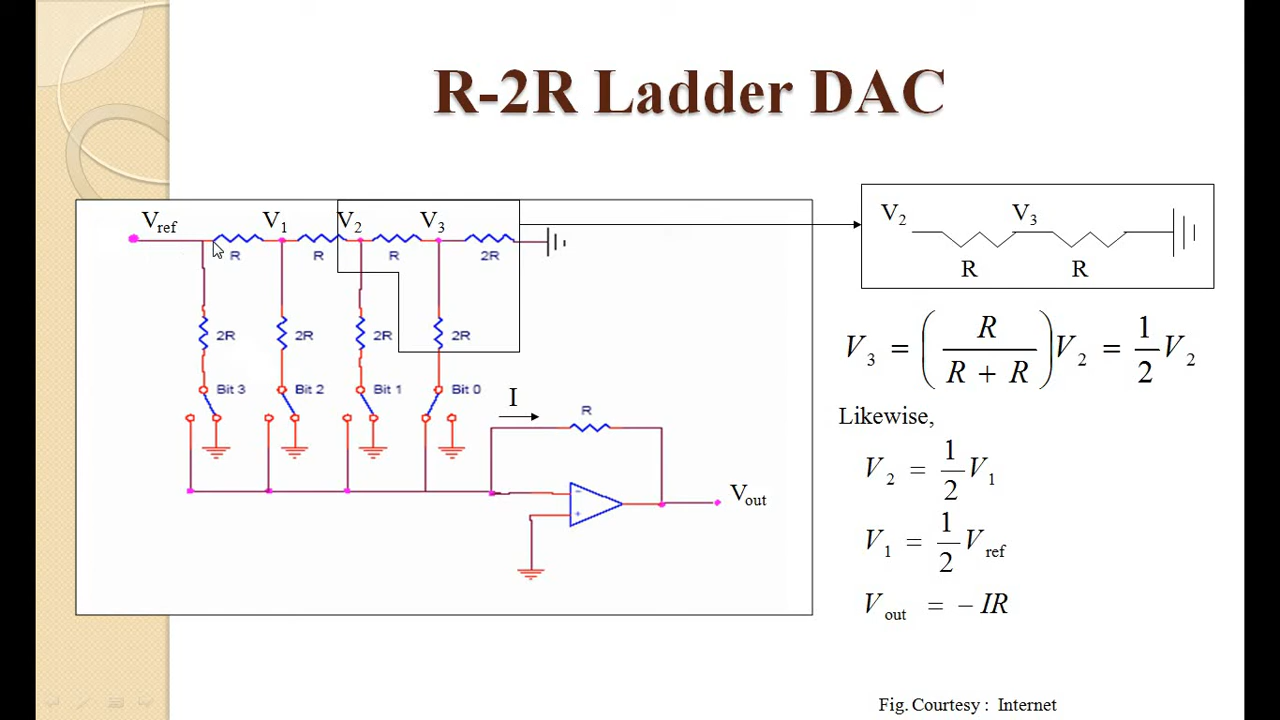 R-2R Ladder DAC
Vref V1 V2 V3
R R R 2R
2R 2R 2R 2R
Bit 3 Bit 2 Bit 1 Bit 0
I
R
-
+
Vout
V2 V3
R R
V3 = ( R / R + R ) V2 = 1/2 V2
Likewise,
V2 = 1/2 V1
V1 = 1/2 Vref
Vout = – IR
Fig. Courtesy : Internet